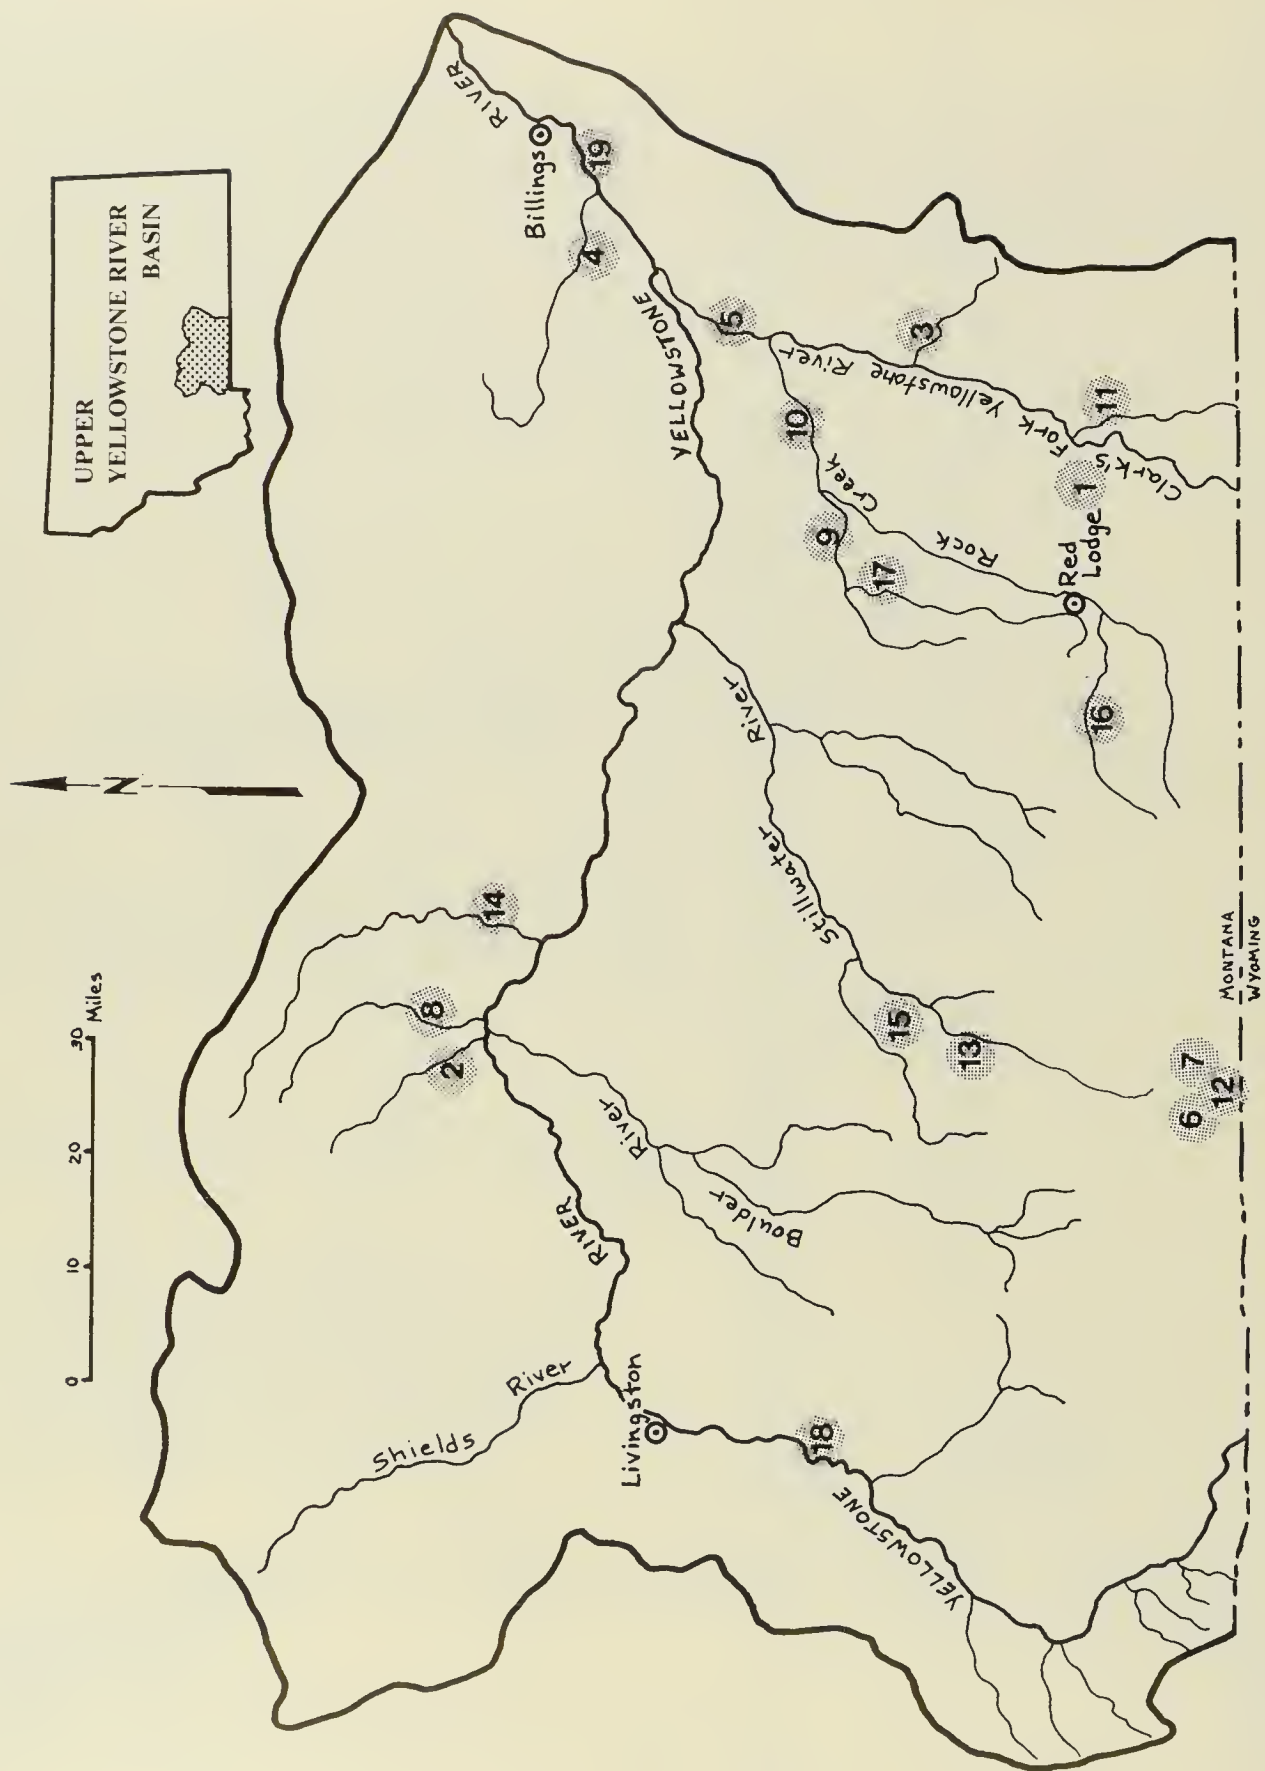 UPPER
YELLOWSTONE RIVER
BASIN
0 10 20 30
Miles
N
Shields River
Livingston
YELLOWSTONE
RIVER
Boulder River
Stillwater River
YELLOWSTONE
RIVER
Billings
Rock Creek
Red
Lodge
Clark's Fork Yellowstone River
MONTANA
WYOMING
1
2
3
4
5
6
7
8
9
10
11
12
13
14
15
16
17
18
19